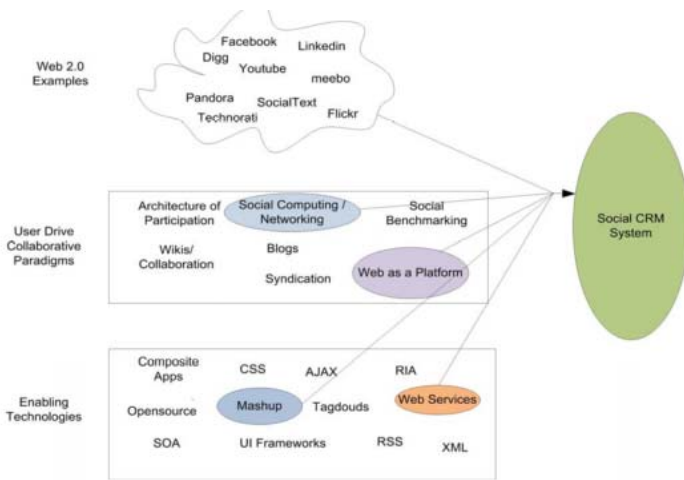 Web 2.0
Examples
Facebook
Linkedin
Digg
Youtube
meebo
Pandora
SocialText
Technorati
Flickr
User Drive
Collaborative
Paradigms
Architecture of
Participation
Social Computing /
Networking
Social
Benchmarking
Wikis/
Collaboration
Blogs
Syndication
Web as a Platform
Social CRM
System
Enabling
Technologies
Composite
Apps
CSS
AJAX
RIA
Opensource
Mashup
Tagdouds
Web Services
SOA
UI Frameworks
RSS
XML